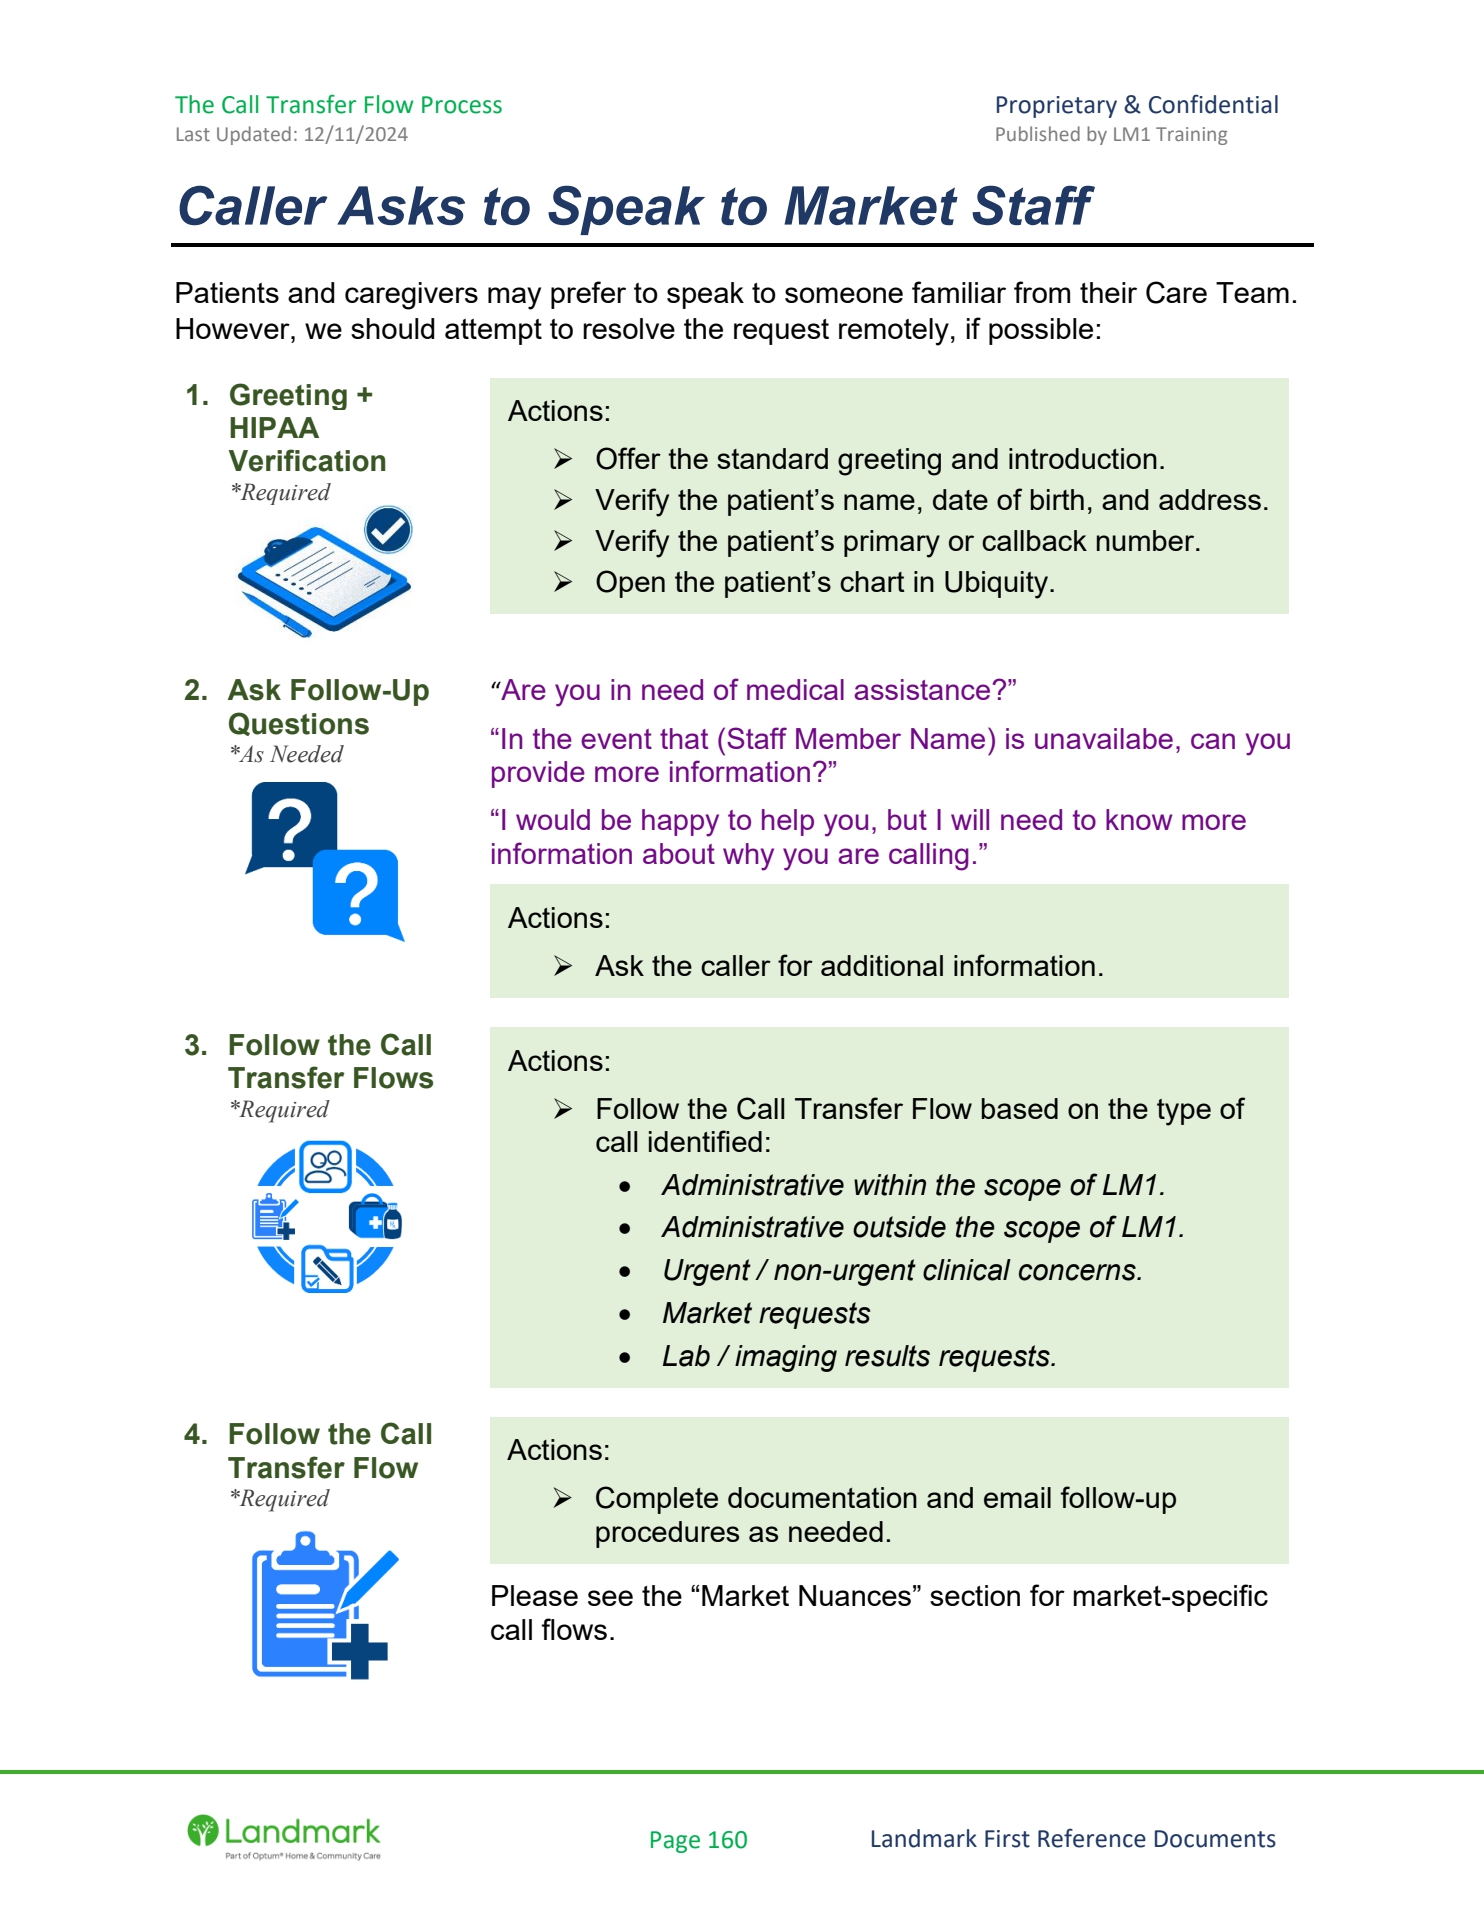 The Call Transfer Flow Process
Proprietary & Confidential
Last Updated: 12/11/2024
Published by LM1 Training
Caller Asks to Speak to Market Staff
Patients and caregivers may prefer to speak to someone familiar from their Care Team.
However, we should attempt to resolve the request remotely, if possible:
1. Greeting +
HIPAA
Verification
*Required
Actions:
➢ Offer the standard greeting and introduction.
➢ Verify the patient’s name, date of birth, and address.
➢ Verify the patient’s primary or callback number.
➢ Open the patient’s chart in Ubiquity.
2. Ask Follow-Up
Questions
*As Needed
“Are you in need of medical assistance?”
“In the event that (Staff Member Name) is unavailabe, can you
provide more information?”
“I would be happy to help you, but I will need to know more
information about why you are calling.”
Actions:
➢ Ask the caller for additional information.
3. Follow the Call
Transfer Flows
*Required
Actions:
➢ Follow the Call Transfer Flow based on the type of
call identified:
• Administrative within the scope of LM1.
• Administrative outside the scope of LM1.
• Urgent / non-urgent clinical concerns.
• Market requests
• Lab / imaging results requests.
4. Follow the Call
Transfer Flow
*Required
Actions:
➢ Complete documentation and email follow-up
procedures as needed.
Please see the “Market Nuances” section for market-specific
call flows.
Landmark
Part of Optum® Home & Community Care
Page 160
Landmark First Reference Documents